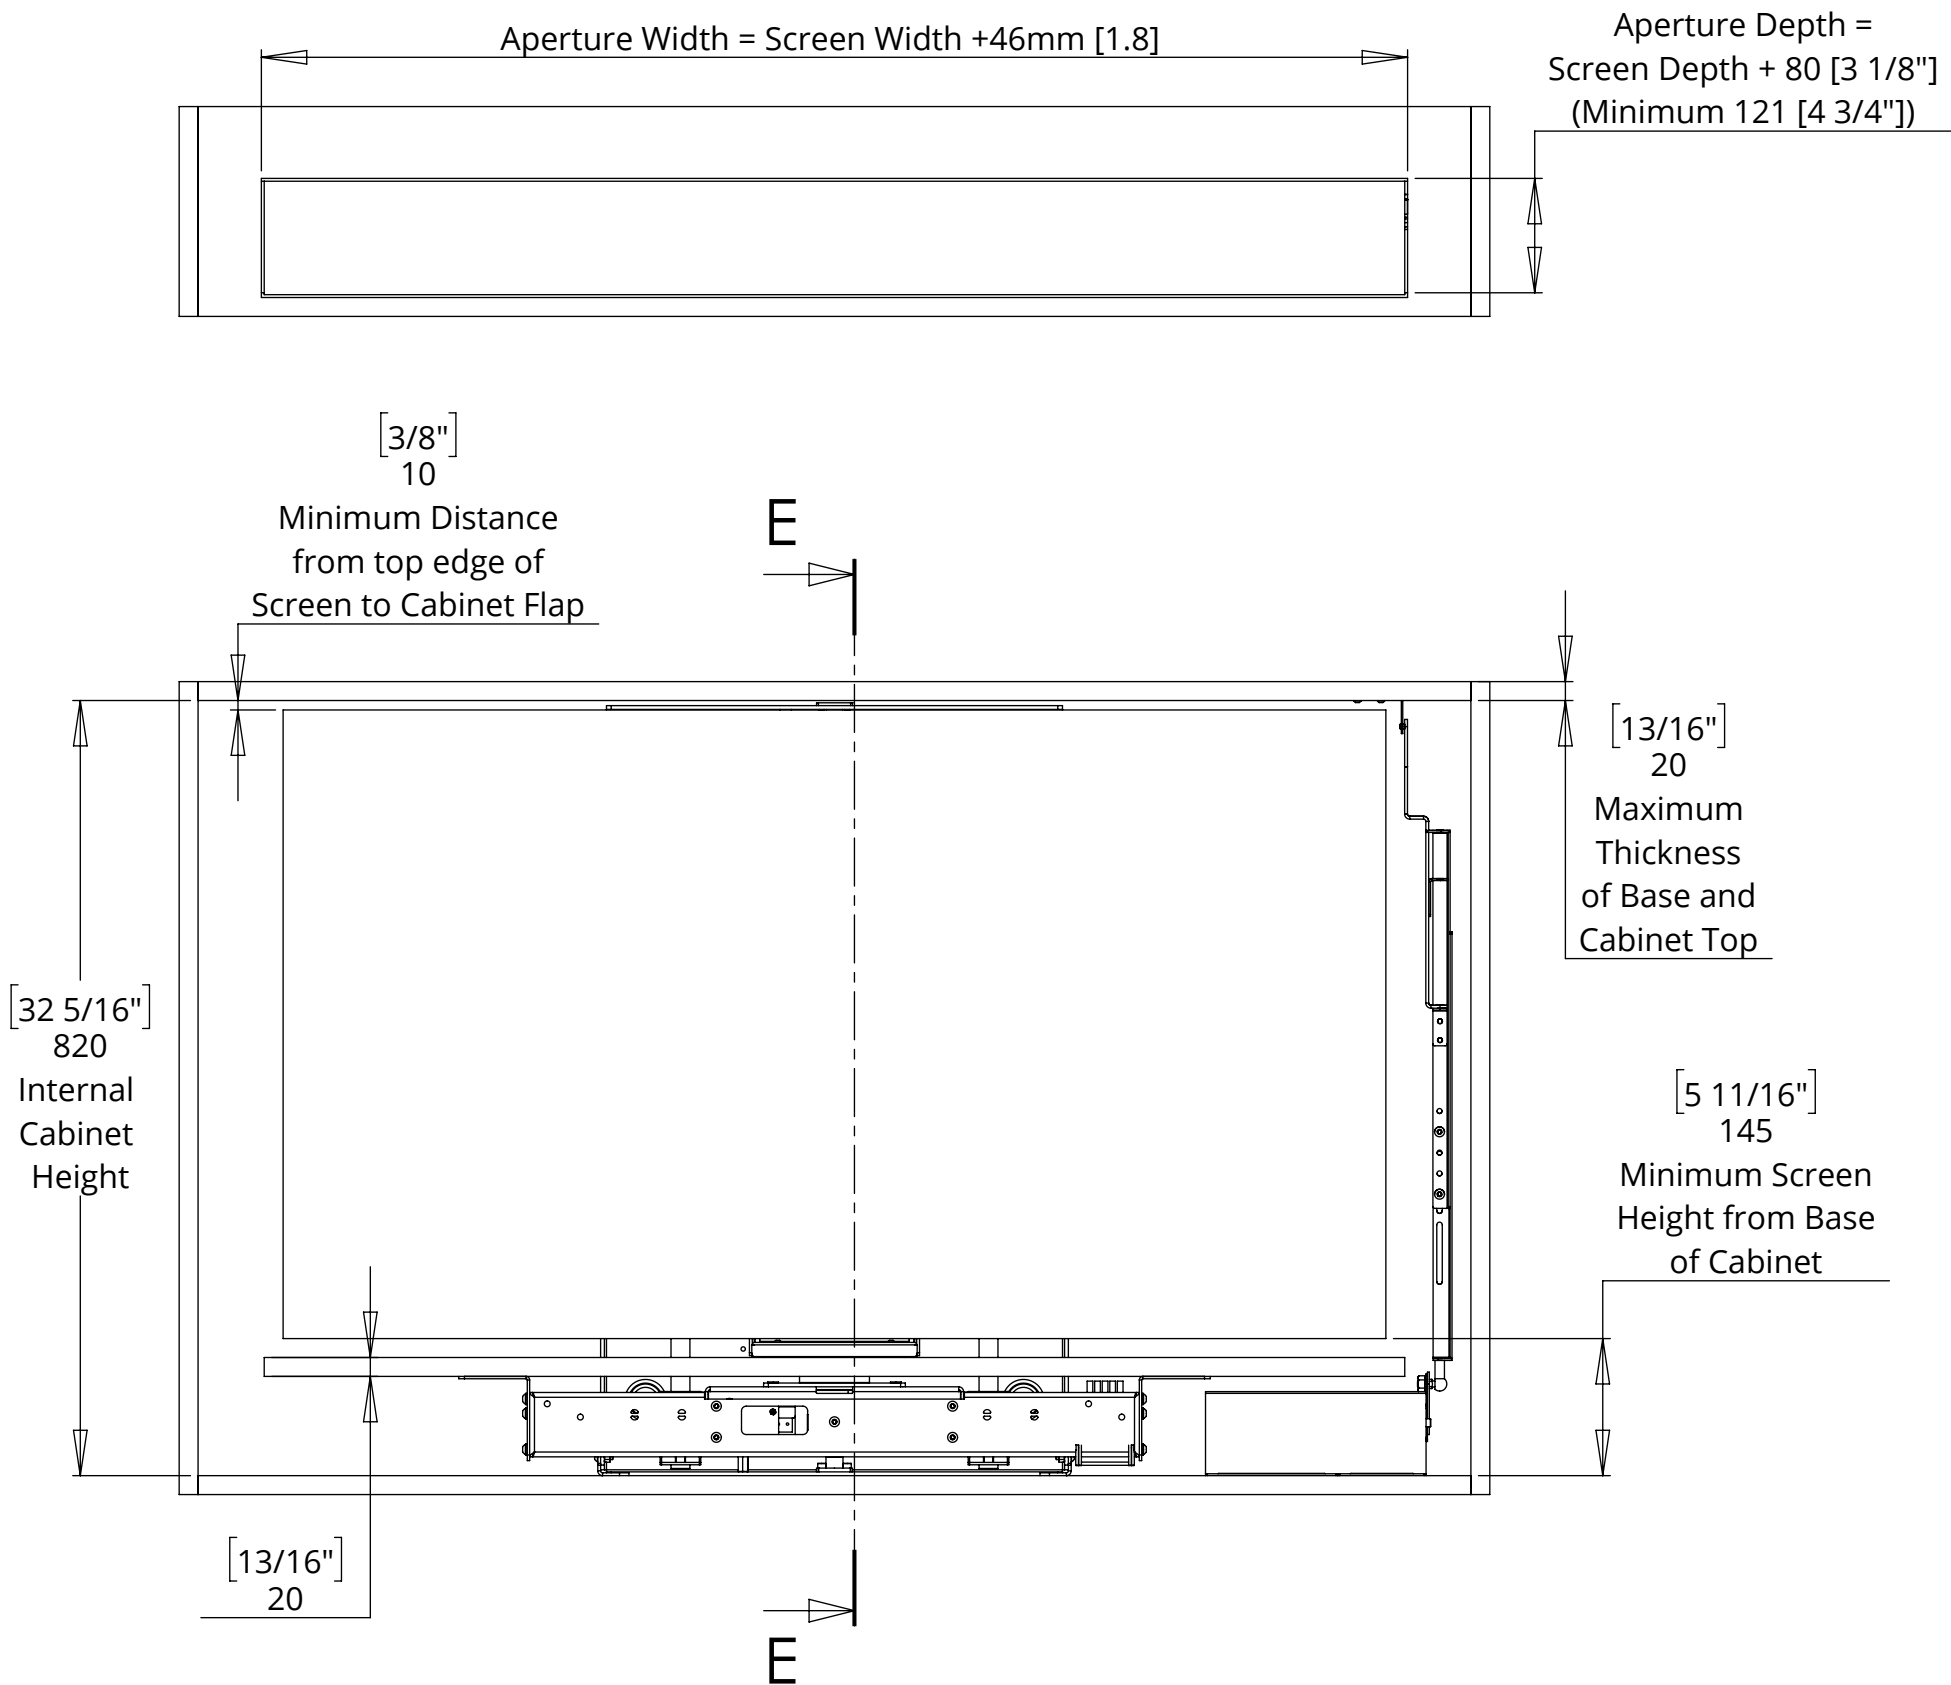 Aperture Width = Screen Width +46mm [1.8]
Aperture Depth =
Screen Depth + 80 [3 1/8"]
(Minimum 121 [4 3/4"])
[3/8"]
10
Minimum Distance
from top edge of
Screen to Cabinet Flap
E
[13/16"]
20
Maximum
Thickness
of Base and
Cabinet Top
[32 5/16"]
820
Internal
Cabinet
Height
[5 11/16"]
145
Minimum Screen
Height from Base
of Cabinet
[13/16"]
20
E